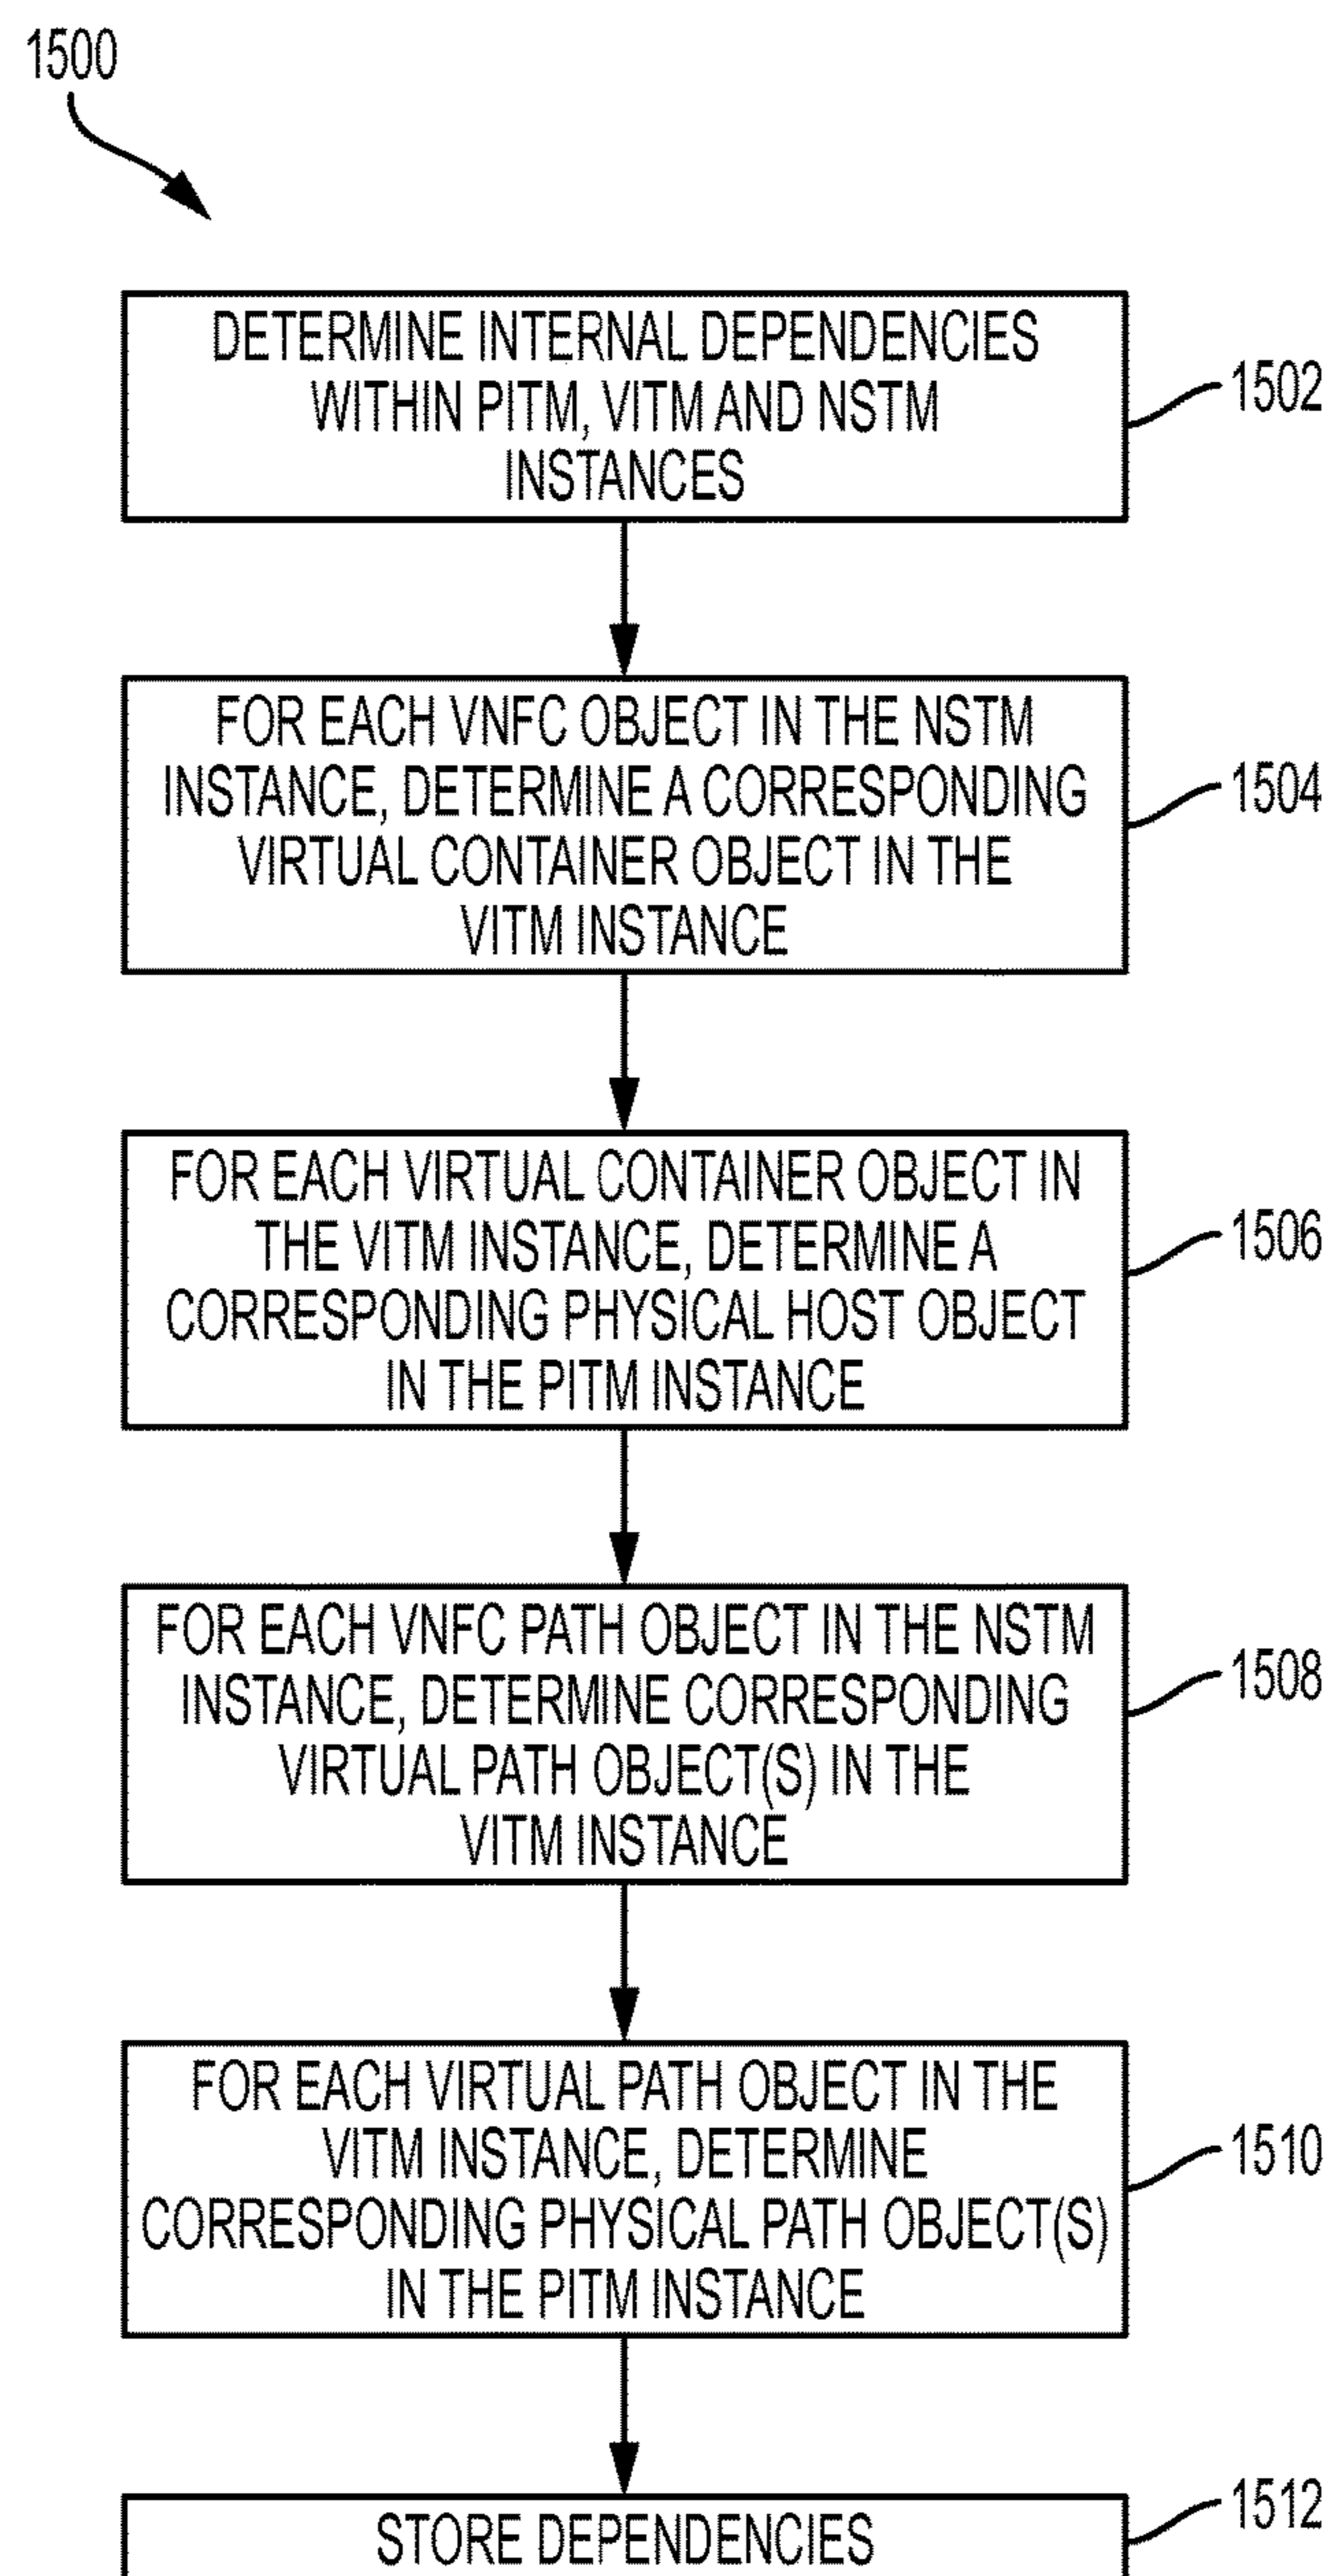 1500
DETERMINE INTERNAL DEPENDENCIES
WITHIN PITM, VITM AND NSTM
INSTANCES
1502
FOR EACH VNFC OBJECT IN THE NSTM
INSTANCE, DETERMINE A CORRESPONDING
VIRTUAL CONTAINER OBJECT IN THE
VITM INSTANCE
1504
FOR EACH VIRTUAL CONTAINER OBJECT IN
THE VITM INSTANCE, DETERMINE A
CORRESPONDING PHYSICAL HOST OBJECT
IN THE PITM INSTANCE
1506
FOR EACH VNFC PATH OBJECT IN THE NSTM
INSTANCE, DETERMINE CORRESPONDING
VIRTUAL PATH OBJECT(S) IN THE
VITM INSTANCE
1508
FOR EACH VIRTUAL PATH OBJECT IN THE
VITM INSTANCE, DETERMINE
CORRESPONDING PHYSICAL PATH OBJECT(S)
IN THE PITM INSTANCE
1510
STORE DEPENDENCIES
1512